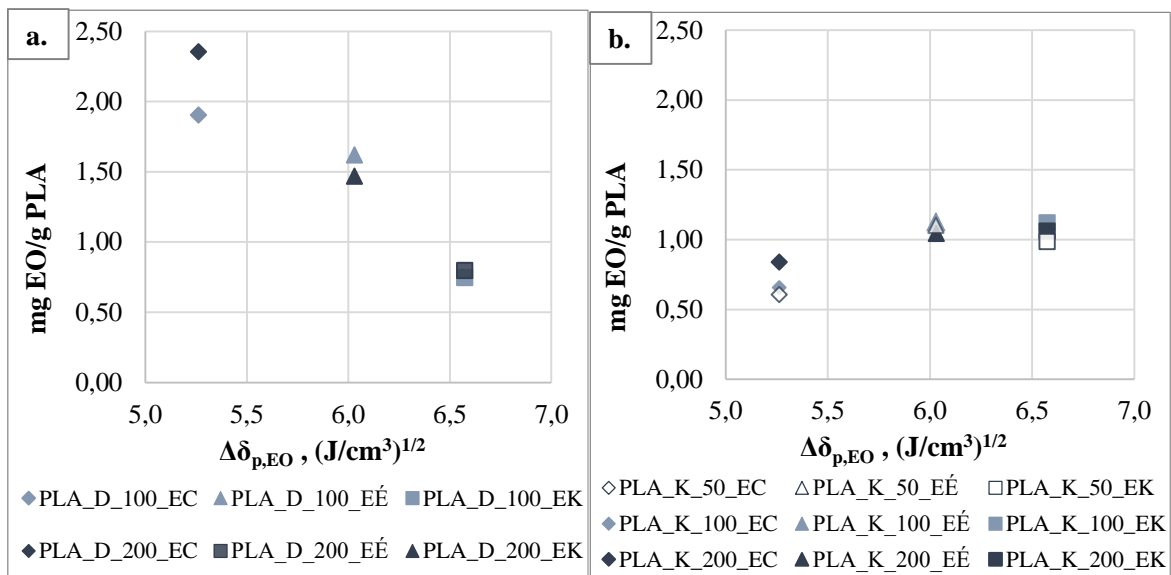 a.
mg EO/g PLA
2,50
2,00
1,50
1,00
0,50
0,00
5,0 5,5 6,0 6,5 7,0
Δδp,EO , (J/cm³)¹/²
PLA_D_100_EC PLA_D_100_EÉ PLA_D_100_EK
PLA_D_200_EC PLA_D_200_EÉ PLA_D_200_EK
b.
mg EO/g PLA
2,50
2,00
1,50
1,00
0,50
0,00
5,0 5,5 6,0 6,5 7,0
Δδp,EO , (J/cm³)¹/²
PLA_K_50_EC PLA_K_50_EÉ PLA_K_50_EK
PLA_K_100_EC PLA_K_100_EÉ PLA_K_100_EK
PLA_K_200_EC PLA_K_200_EÉ PLA_K_200_EK